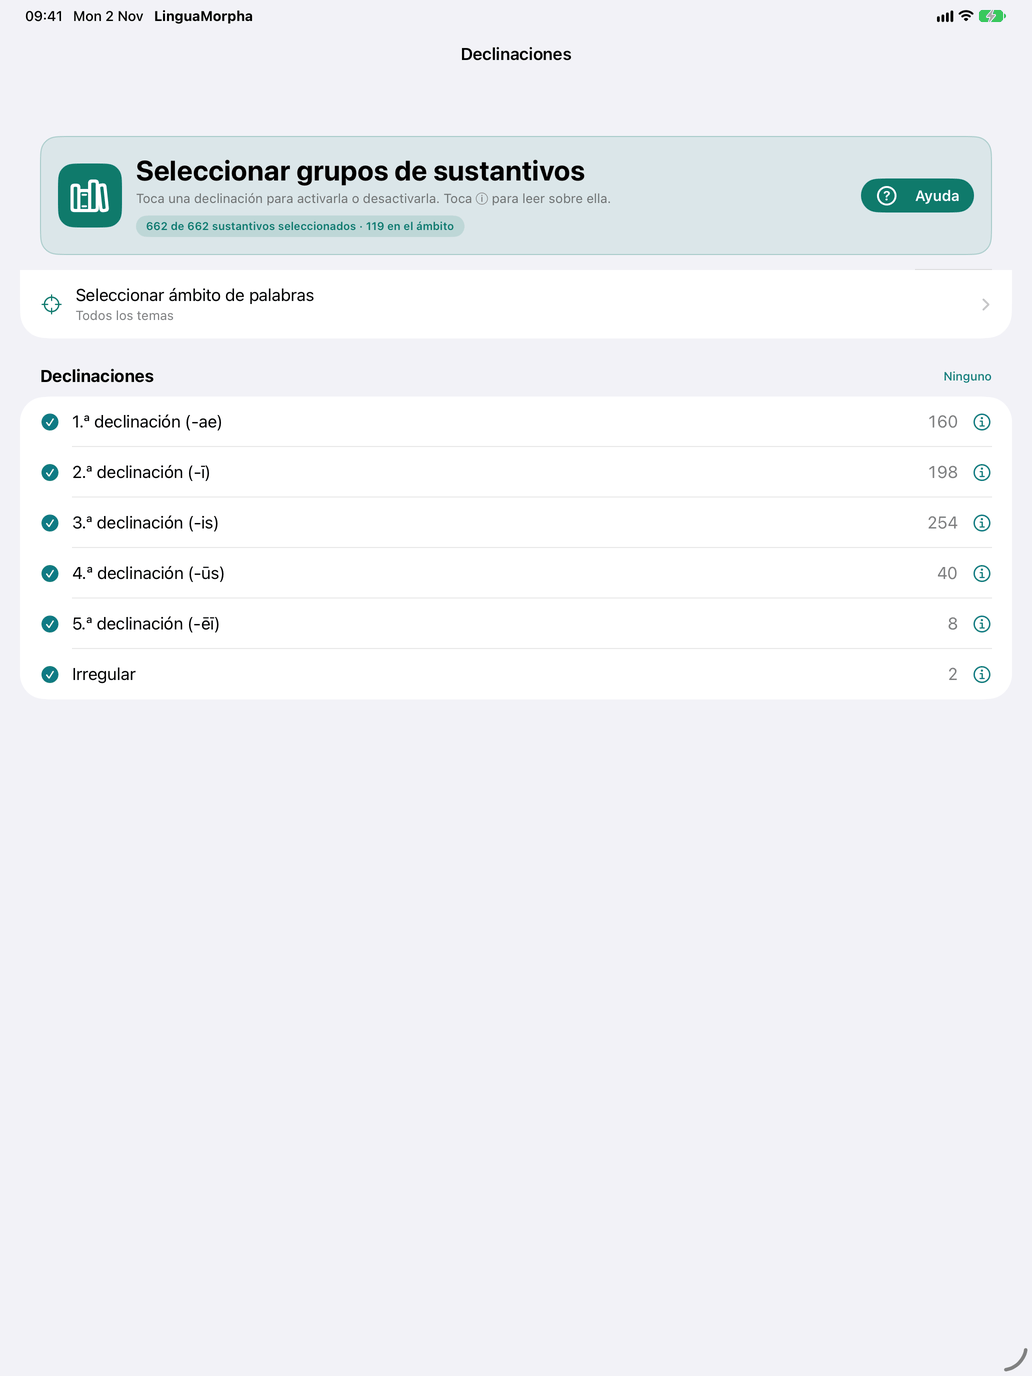 09:41 Mon 2 Nov LinguaMorpha
Declinaciones
Seleccionar grupos de sustantivos
Toca una declinación para activarla o desactivarla. Toca ⓘ para leer sobre ella.
662 de 662 sustantivos seleccionados · 119 en el ámbito
Ayuda
Seleccionar ámbito de palabras
Todos los temas
Declinaciones Ninguno
1.ª declinación (-ae) 160
2.ª declinación (-ī) 198
3.ª declinación (-is) 254
4.ª declinación (-ūs) 40
5.ª declinación (-ēī) 8
Irregular 2